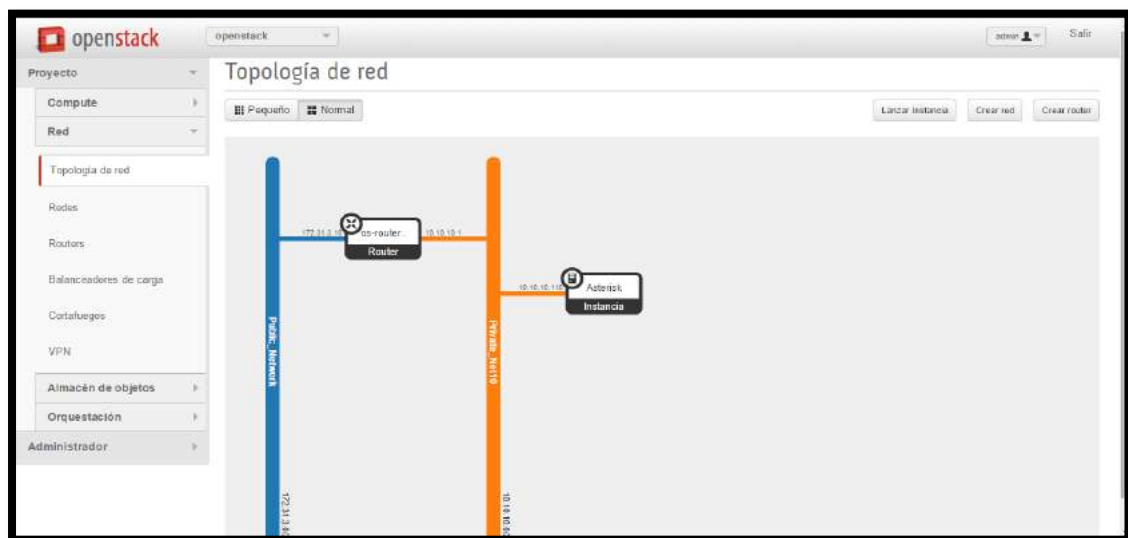 openstack
openstack
admin
Salir
Proyecto
Topología de red
Compute
Pequeño
Normal
Lanzar instancia
Crear red
Crear router
Red
Topología de red
Redes
Routers
Balanceadores de carga
Cortafuegos
VPN
Almacén de objetos
Orquestación
Administrador
os-router..
10.10.10.1
Router
Asterisk
Instancia
Public_Network
Private_Net10